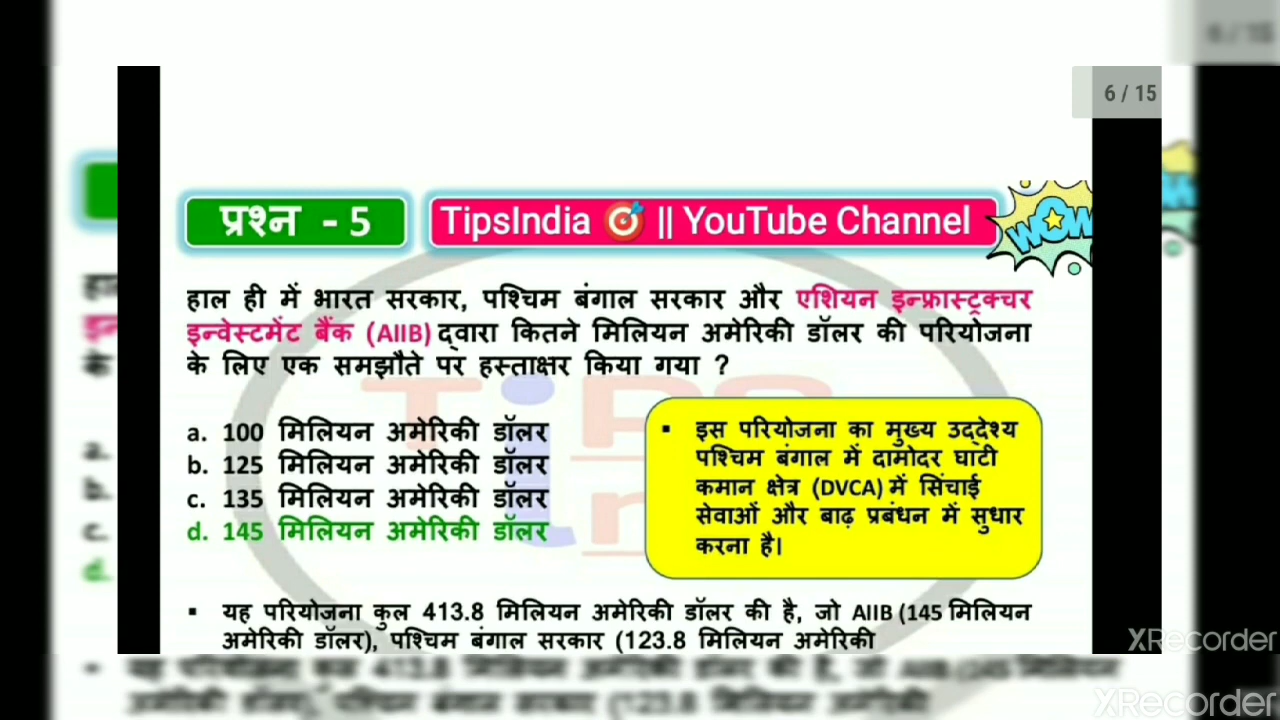 6 / 15
प्रश्न - 5
TipsIndia 🎯 || YouTube Channel
WOW
हाल ही में भारत सरकार, पश्चिम बंगाल सरकार और एशियन इन्फ्रास्ट्रक्चर
इन्वेस्टमेंट बैंक (AIIB) द्वारा कितने मिलियन अमेरिकी डॉलर की परियोजना
के लिए एक समझौते पर हस्ताक्षर किया गया ?
a. 100 मिलियन अमेरिकी डॉलर
b. 125 मिलियन अमेरिकी डॉलर
c. 135 मिलियन अमेरिकी डॉलर
d. 145 मिलियन अमेरिकी डॉलर
▪ इस परियोजना का मुख्य उद्देश्य
पश्चिम बंगाल में दामोदर घाटी
कमान क्षेत्र (DVCA) में सिंचाई
सेवाओं और बाढ़ प्रबंधन में सुधार
करना है।
▪ यह परियोजना कुल 413.8 मिलियन अमेरिकी डॉलर की है, जो AIIB (145 मिलियन
अमेरिकी डॉलर), पश्चिम बंगाल सरकार (123.8 मिलियन अमेरिकी
XRecorder
XRecorder